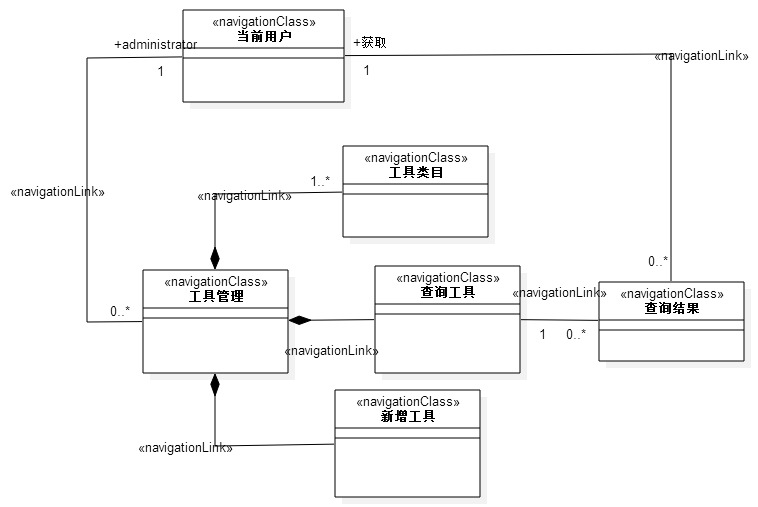 «navigationClass»
当前用户
+administrator
+获取
1
1
«navigationLink»
«navigationClass»
工具类目
1..*
«navigationLink»
«navigationLink»
0..*
«navigationClass»
工具管理
«navigationClass»
查询工具
«navigationLink»
«navigationClass»
查询结果
0..*
1
0..*
«navigationLink»
«navigationClass»
新增工具
«navigationLink»